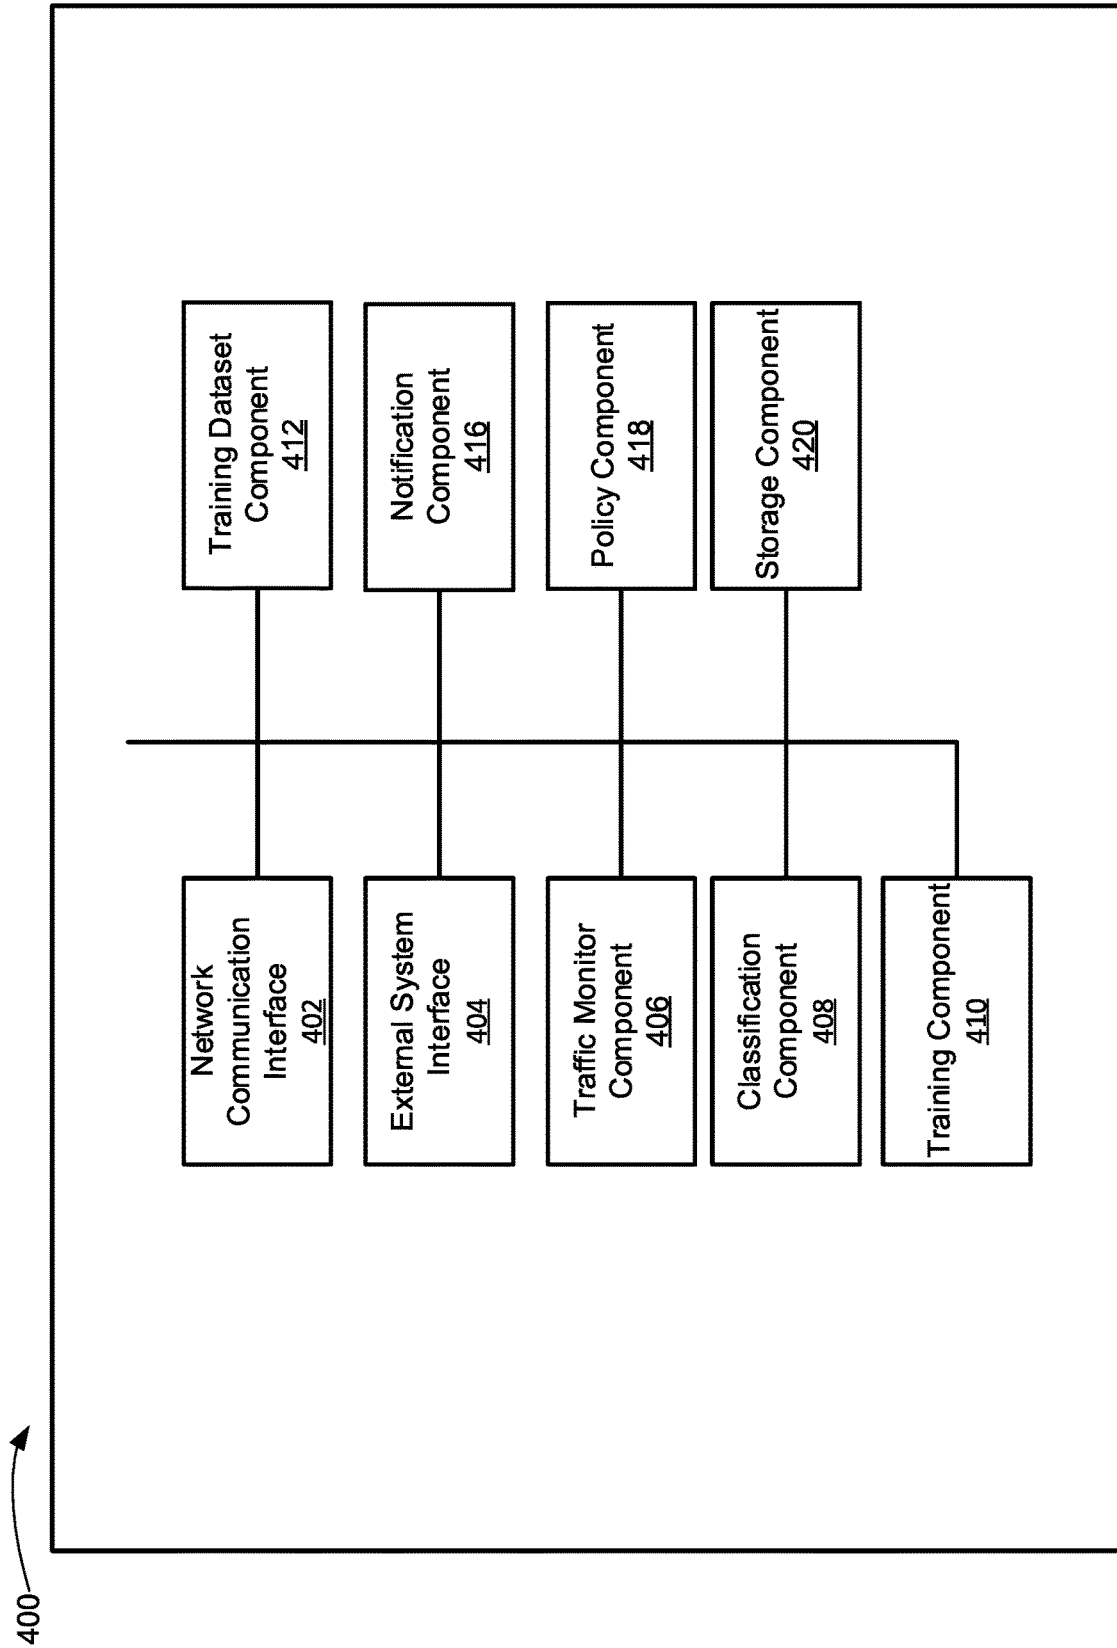 400
Network
Communication
Interface
402
External System
Interface
404
Traffic Monitor
Component
406
Classification
Component
408
Training Component
410
Training Dataset
Component
412
Notification
Component
416
Policy Component
418
Storage Component
420